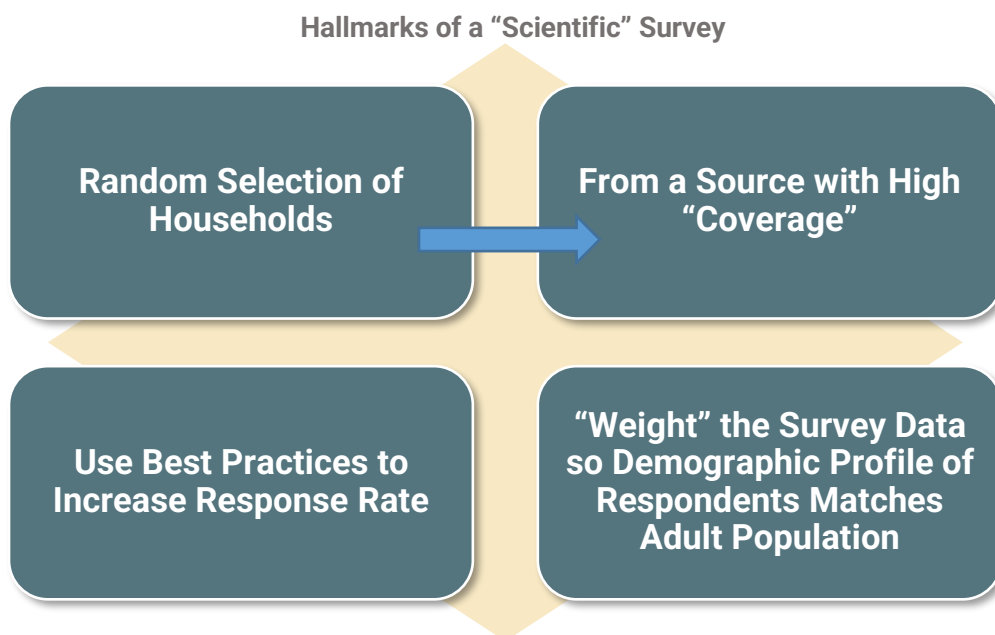 Hallmarks of a “Scientific” Survey
Random Selection of
Households
From a Source with High
“Coverage”
Use Best Practices to
Increase Response Rate
“Weight” the Survey Data
so Demographic Profile of
Respondents Matches
Adult Population